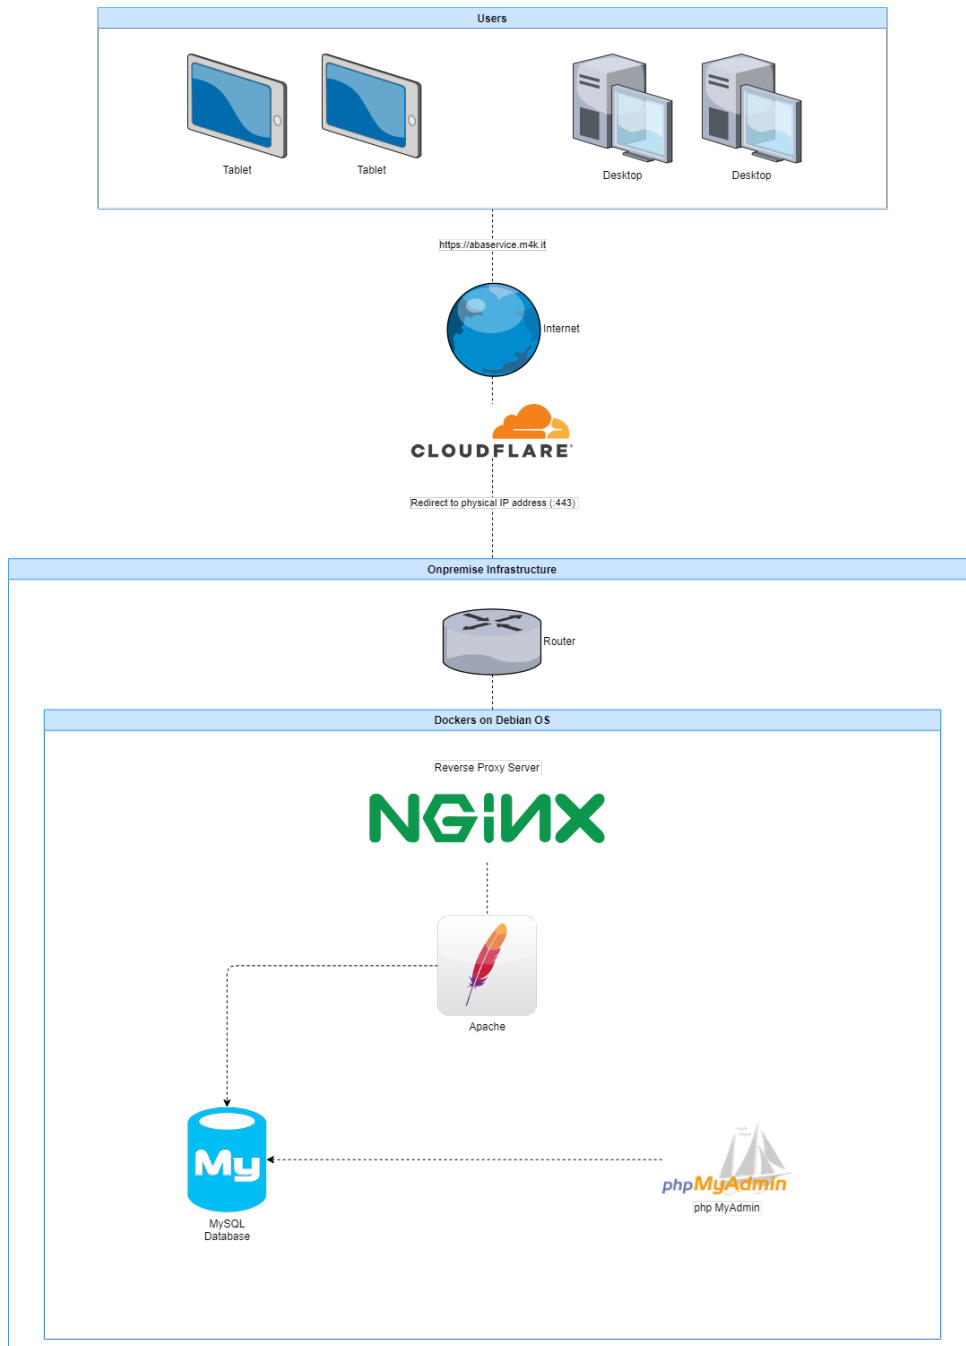 Users
Tablet
Tablet
Desktop
Desktop
https://abaservice.m4k.it
Internet
CLOUDFLARE
Redirect to physical IP address (:443)
Onpremise Infrastructure
Router
Dockers on Debian OS
Reverse Proxy Server
NGINX
Apache
My
MySQL
Database
phpMyAdmin
php MyAdmin